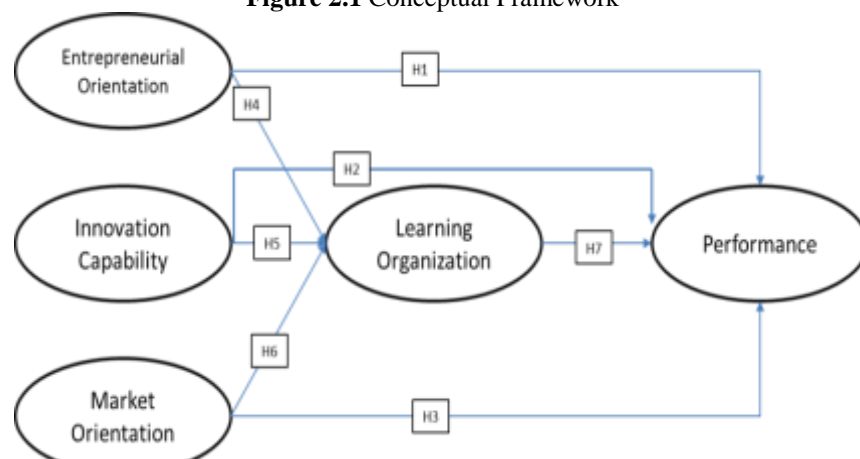 Figure 2.1 Conceptual Framework
Entrepreneurial
Orientation
H1
H4
H2
Innovation
Capability
H5
Learning
Organization
H7
Performance
H6
Market
Orientation
H3